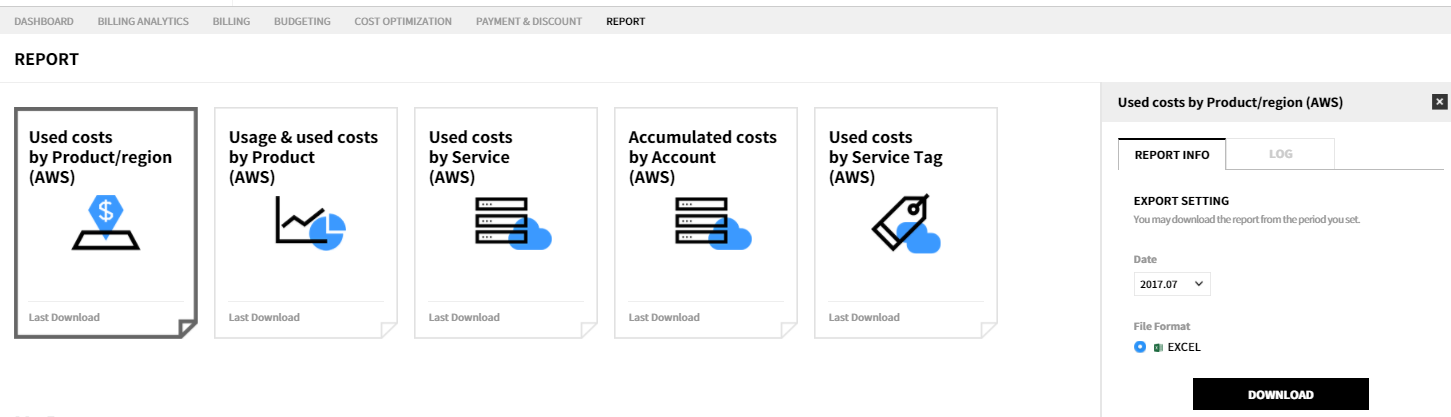 DASHBOARD BILLING ANALYTICS BILLING BUDGETING COST OPTIMIZATION PAYMENT & DISCOUNT REPORT
REPORT
Used costs
by Product/region
(AWS)
$
Last Download
Usage & used costs
by Product
(AWS)
Last Download
Used costs
by Service
(AWS)
Last Download
Accumulated costs
by Account
(AWS)
Last Download
Used costs
by Service Tag
(AWS)
Last Download
Used costs by Product/region (AWS)
REPORT INFO LOG
EXPORT SETTING
You may download the report from the period you set.
Date
2017.07
File Format
EXCEL
DOWNLOAD